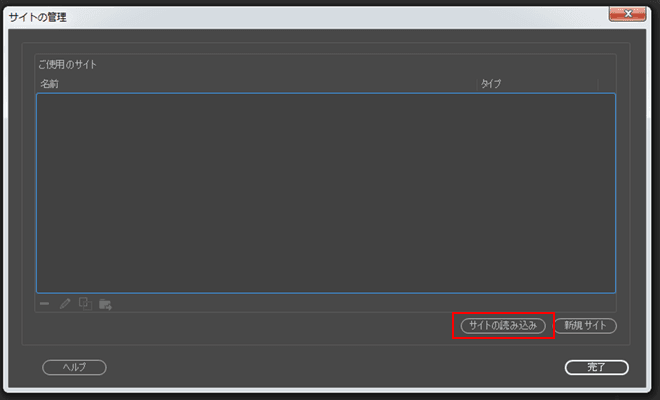 サイトの管理
ご使用のサイト
名前 タイプ
サイトの読み込み 新規サイト
ヘルプ 完了